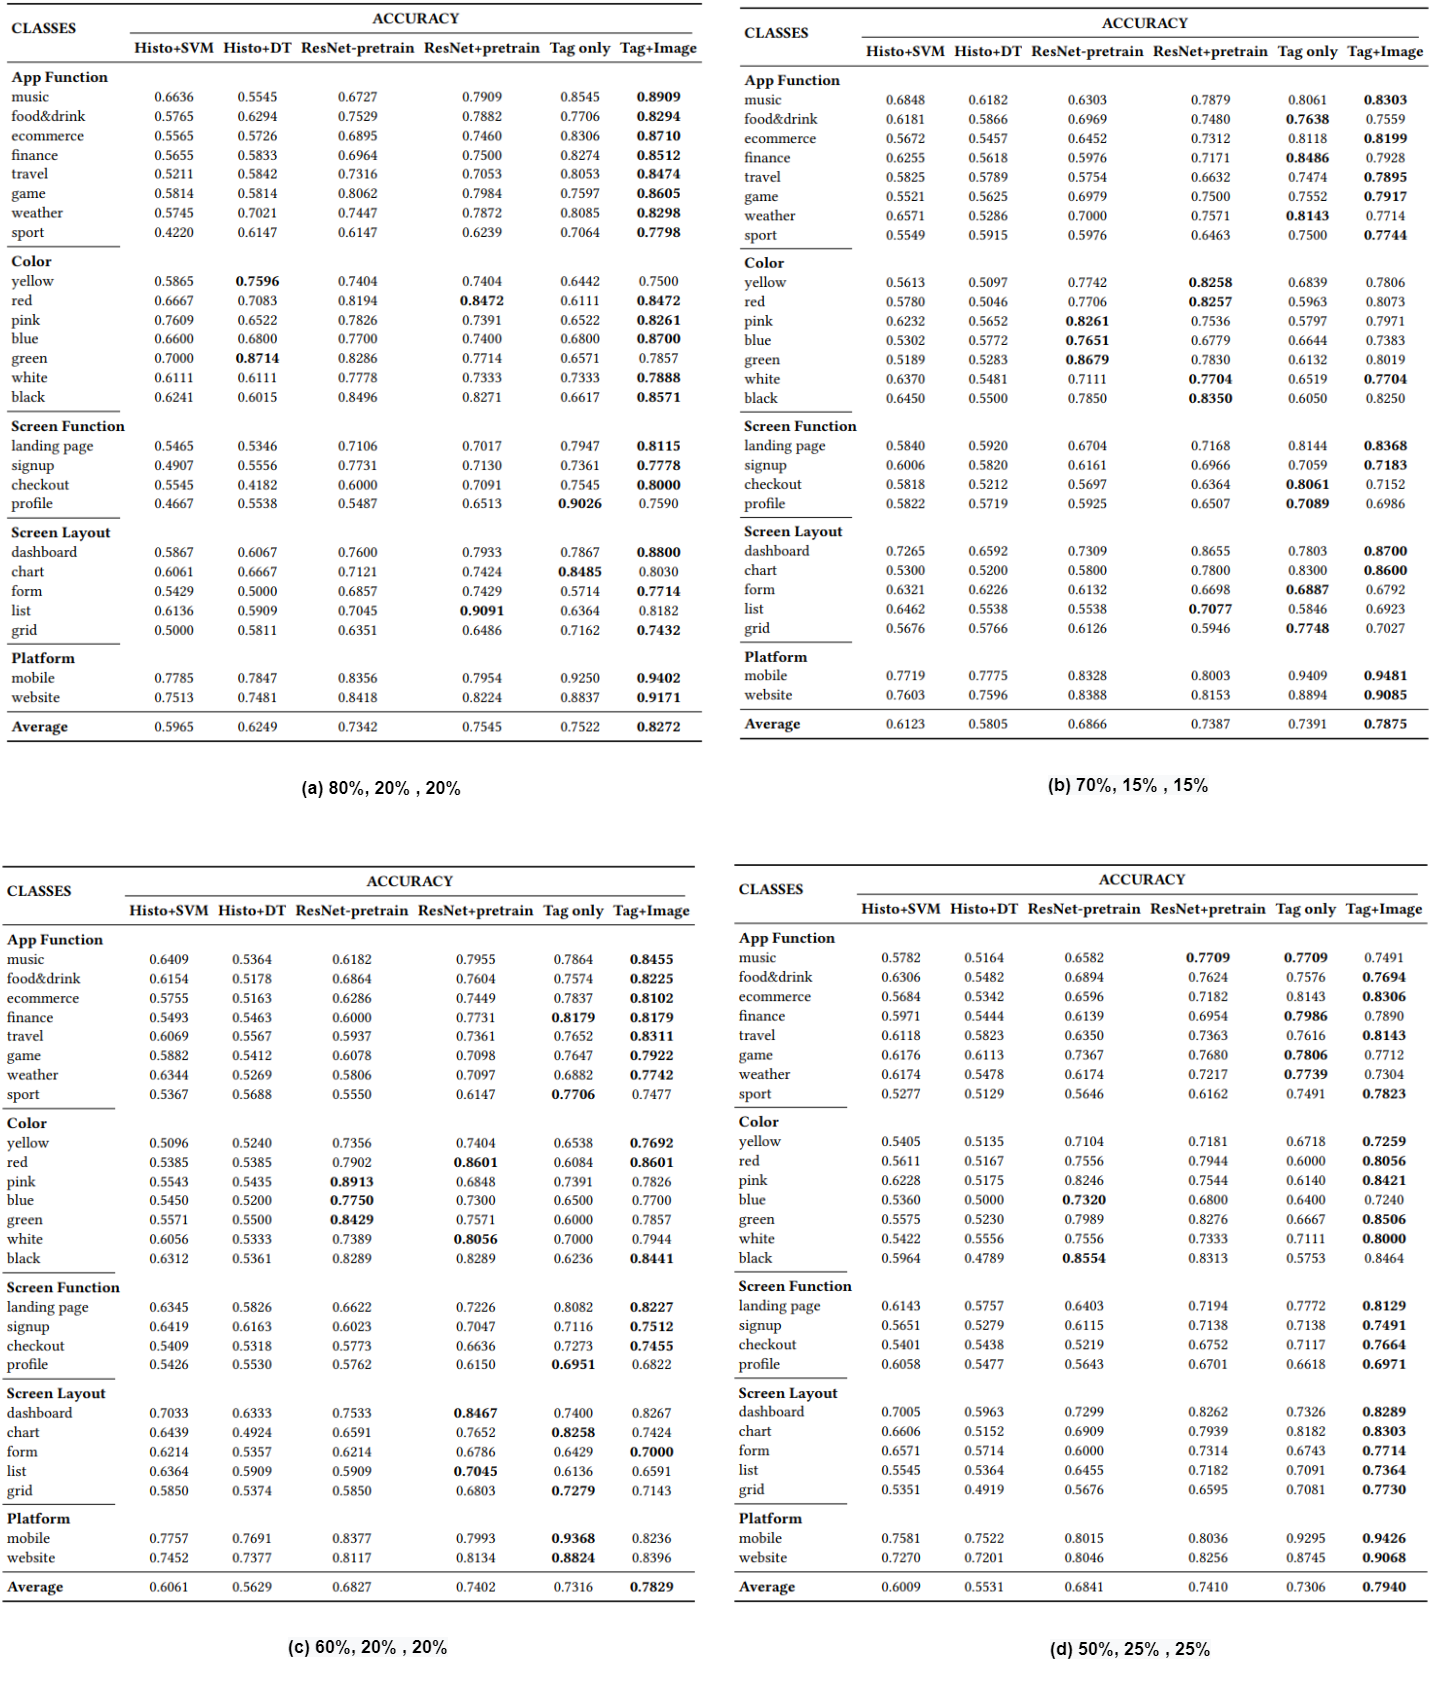 CLASSES ACCURACY
Histo+SVM Histo+DT ResNet-pretrain ResNet+pretrain Tag only Tag+Image
App Function
music 0.6636 0.5545 0.6727 0.7909 0.8545 0.8909
food&drink 0.5765 0.6294 0.7529 0.7882 0.7706 0.8294
ecommerce 0.5565 0.5726 0.6895 0.7460 0.8306 0.8710
finance 0.5655 0.5833 0.6964 0.7500 0.8274 0.8512
travel 0.5211 0.5842 0.7316 0.7053 0.8053 0.8474
game 0.5814 0.5814 0.8062 0.7984 0.7597 0.8605
weather 0.5745 0.7021 0.7447 0.7872 0.8085 0.8298
sport 0.4220 0.6147 0.6147 0.6239 0.7064 0.7798
Color
yellow 0.5865 0.7596 0.7404 0.7404 0.6442 0.7500
red 0.6667 0.7083 0.8194 0.8472 0.6111 0.8472
pink 0.7609 0.6522 0.7826 0.7391 0.6522 0.8261
blue 0.6600 0.6800 0.7700 0.7400 0.6800 0.8700
green 0.7000 0.8714 0.8286 0.7714 0.6571 0.7857
white 0.6111 0.6111 0.7778 0.7333 0.7333 0.7888
black 0.6241 0.6015 0.8496 0.8271 0.6617 0.8571
Screen Function
landing page 0.5465 0.5346 0.7106 0.7017 0.7947 0.8115
signup 0.4907 0.5556 0.7731 0.7130 0.7361 0.7778
checkout 0.5545 0.4182 0.6000 0.7091 0.7545 0.8000
profile 0.4667 0.5538 0.5487 0.6513 0.9026 0.7590
Screen Layout
dashboard 0.5867 0.6067 0.7600 0.7933 0.7867 0.8800
chart 0.6061 0.6667 0.7121 0.7424 0.8485 0.8030
form 0.5429 0.5000 0.6857 0.7429 0.5714 0.7714
list 0.6136 0.5909 0.7045 0.9091 0.6364 0.8182
grid 0.5000 0.5811 0.6351 0.6486 0.7162 0.7432
Platform
mobile 0.7785 0.7847 0.8356 0.7954 0.9250 0.9402
website 0.7513 0.7481 0.8418 0.8224 0.8837 0.9171
Average 0.5965 0.6249 0.7342 0.7545 0.7522 0.8272
(a) 80%, 20% , 20%
CLASSES ACCURACY
Histo+SVM Histo+DT ResNet-pretrain ResNet+pretrain Tag only Tag+Image
App Function
music 0.6848 0.6182 0.6303 0.7879 0.8061 0.8303
food&drink 0.6181 0.5866 0.6969 0.7480 0.7638 0.7559
ecommerce 0.5672 0.5457 0.6452 0.7312 0.8118 0.8199
finance 0.6255 0.5618 0.5976 0.7171 0.8486 0.7928
travel 0.5825 0.5789 0.5754 0.6632 0.7474 0.7895
game 0.5521 0.5625 0.6979 0.7500 0.7552 0.7917
weather 0.6571 0.5286 0.7000 0.7571 0.8143 0.7714
sport 0.5549 0.5915 0.5976 0.6463 0.7500 0.7744
Color
yellow 0.5613 0.5097 0.7742 0.8258 0.6839 0.7806
red 0.5780 0.5046 0.7706 0.8257 0.5963 0.8073
pink 0.6232 0.5652 0.8261 0.7536 0.5797 0.7971
blue 0.5302 0.5772 0.7651 0.6779 0.6644 0.7383
green 0.5189 0.5283 0.8679 0.7830 0.6132 0.8019
white 0.6370 0.5481 0.7111 0.7704 0.6519 0.7704
black 0.6450 0.5500 0.7850 0.8350 0.6050 0.8250
Screen Function
landing page 0.5840 0.5920 0.6704 0.7168 0.8144 0.8368
signup 0.6006 0.5820 0.6161 0.6966 0.7059 0.7183
checkout 0.5818 0.5212 0.5697 0.6364 0.8061 0.7152
profile 0.5822 0.5719 0.5925 0.6507 0.7089 0.6986
Screen Layout
dashboard 0.7265 0.6592 0.7309 0.8655 0.7803 0.8700
chart 0.5300 0.5200 0.5800 0.7800 0.8300 0.8600
form 0.6321 0.6226 0.6132 0.6698 0.6887 0.6792
list 0.6462 0.5538 0.5538 0.7077 0.5846 0.6923
grid 0.5676 0.5766 0.6126 0.5946 0.7748 0.7027
Platform
mobile 0.7719 0.7775 0.8328 0.8003 0.9409 0.9481
website 0.7603 0.7596 0.8388 0.8153 0.8894 0.9085
Average 0.6123 0.5805 0.6866 0.7387 0.7391 0.7875
(b) 70%, 15% , 15%
CLASSES ACCURACY
Histo+SVM Histo+DT ResNet-pretrain ResNet+pretrain Tag only Tag+Image
App Function
music 0.6409 0.5364 0.6182 0.7955 0.7864 0.8455
food&drink 0.6154 0.5178 0.6864 0.7604 0.7574 0.8225
ecommerce 0.5755 0.5163 0.6286 0.7449 0.7837 0.8102
finance 0.5493 0.5463 0.6000 0.7731 0.8179 0.8179
travel 0.6069 0.5567 0.5937 0.7361 0.7652 0.8311
game 0.5882 0.5412 0.6078 0.7098 0.7647 0.7922
weather 0.6344 0.5269 0.5806 0.7097 0.6882 0.7742
sport 0.5367 0.5688 0.5550 0.6147 0.7706 0.7477
Color
yellow 0.5096 0.5240 0.7356 0.7404 0.6538 0.7692
red 0.5385 0.5385 0.7902 0.8601 0.6084 0.8601
pink 0.5543 0.5435 0.8913 0.6848 0.7391 0.7826
blue 0.5450 0.5200 0.7750 0.7300 0.6500 0.7700
green 0.5571 0.5500 0.8429 0.7571 0.6000 0.7857
white 0.6056 0.5333 0.7389 0.8056 0.7000 0.7944
black 0.6312 0.5361 0.8289 0.8289 0.6236 0.8441
Screen Function
landing page 0.6345 0.5826 0.6622 0.7226 0.8082 0.8227
signup 0.6419 0.6163 0.6023 0.7047 0.7116 0.7512
checkout 0.5409 0.5318 0.5773 0.6636 0.7273 0.7455
profile 0.5426 0.5530 0.5762 0.6150 0.6951 0.6822
Screen Layout
dashboard 0.7033 0.6333 0.7533 0.8467 0.7400 0.8267
chart 0.6439 0.4924 0.6591 0.7652 0.8258 0.7424
form 0.6214 0.5357 0.6214 0.6786 0.6429 0.7000
list 0.6364 0.5909 0.5909 0.7045 0.6136 0.6591
grid 0.5850 0.5374 0.5850 0.6803 0.7279 0.7143
Platform
mobile 0.7757 0.7691 0.8377 0.7993 0.9368 0.8236
website 0.7452 0.7377 0.8117 0.8134 0.8824 0.8396
Average 0.6061 0.5629 0.6827 0.7402 0.7316 0.7829
(c) 60%, 20% , 20%
CLASSES ACCURACY
Histo+SVM Histo+DT ResNet-pretrain ResNet+pretrain Tag only Tag+Image
App Function
music 0.5782 0.5164 0.6582 0.7709 0.7709 0.7491
food&drink 0.6306 0.5482 0.6894 0.7624 0.7576 0.7694
ecommerce 0.5684 0.5342 0.6596 0.7182 0.8143 0.8306
finance 0.5971 0.5444 0.6139 0.6954 0.7986 0.7890
travel 0.6118 0.5823 0.6350 0.7363 0.7616 0.8143
game 0.6176 0.6113 0.7367 0.7680 0.7806 0.7712
weather 0.6174 0.5478 0.6174 0.7217 0.7739 0.7304
sport 0.5277 0.5129 0.5646 0.6162 0.7491 0.7823
Color
yellow 0.5405 0.5135 0.7104 0.7181 0.6718 0.7259
red 0.5611 0.5167 0.7556 0.7944 0.6000 0.8056
pink 0.6228 0.5175 0.8246 0.7544 0.6140 0.8421
blue 0.5360 0.5000 0.7320 0.6800 0.6400 0.7240
green 0.5575 0.5230 0.7989 0.8276 0.6667 0.8506
white 0.5422 0.5556 0.7556 0.7333 0.7111 0.8000
black 0.5964 0.4789 0.8554 0.8313 0.5753 0.8464
Screen Function
landing page 0.6143 0.5757 0.6403 0.7194 0.7772 0.8129
signup 0.5651 0.5279 0.6115 0.7138 0.7138 0.7491
checkout 0.5401 0.5438 0.5219 0.6752 0.7117 0.7664
profile 0.6058 0.5477 0.5643 0.6701 0.6618 0.6971
Screen Layout
dashboard 0.7005 0.5963 0.7299 0.8262 0.7326 0.8289
chart 0.6606 0.5152 0.6909 0.7939 0.8182 0.8303
form 0.6571 0.5714 0.6000 0.7314 0.6743 0.7714
list 0.5545 0.5364 0.6455 0.7182 0.7091 0.7364
grid 0.5351 0.4919 0.5676 0.6595 0.7081 0.7730
Platform
mobile 0.7581 0.7522 0.8015 0.8036 0.9295 0.9426
website 0.7270 0.7201 0.8046 0.8256 0.8745 0.9068
Average 0.6009 0.5531 0.6841 0.7410 0.7306 0.7940
(d) 50%, 25% , 25%